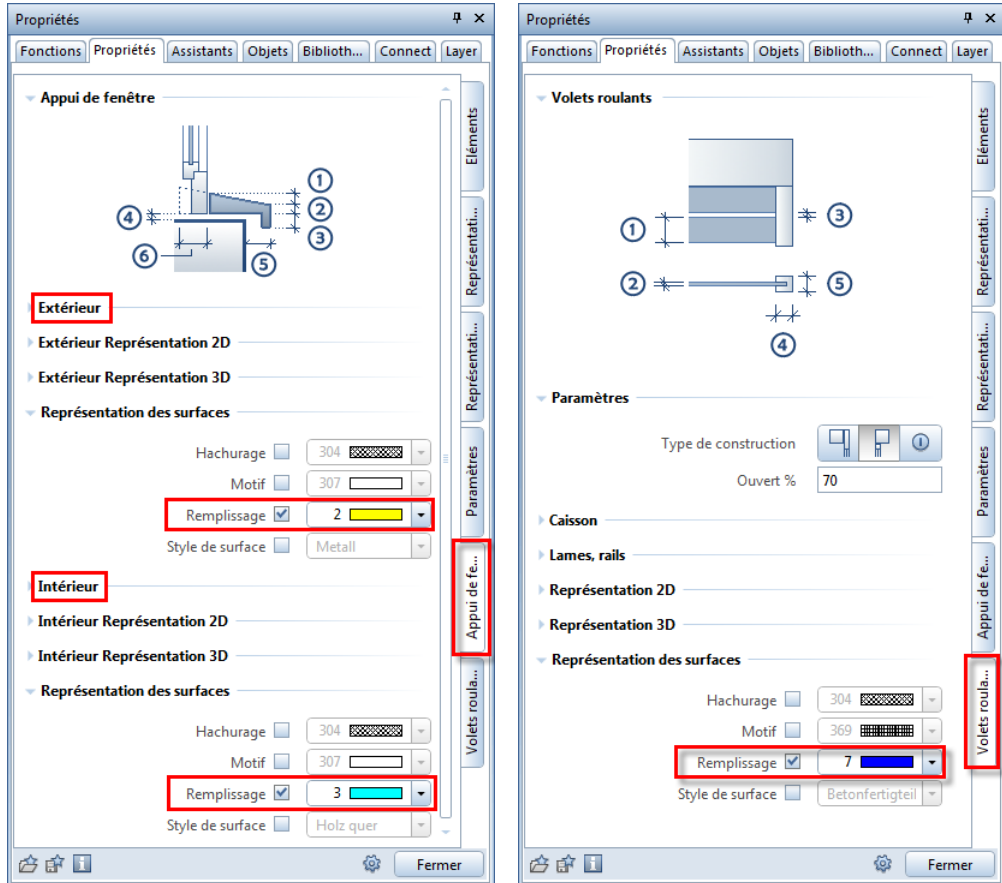 Propriétés
Fonctions Propriétés Assistants Objets Biblioth... Connect Layer
Appui de fenêtre
1
2
3
4
5
6
Extérieur
Extérieur Représentation 2D
Extérieur Représentation 3D
Représentation des surfaces
Hachurage 304
Motif 307
Remplissage 2
Style de surface Metall
Intérieur
Intérieur Représentation 2D
Intérieur Représentation 3D
Représentation des surfaces
Hachurage 304
Motif 307
Remplissage 3
Style de surface Holz quer
Fermer
Eléments
Représentati...
Représentati...
Paramètres
Appui de fe...
Volets roula...
Propriétés
Fonctions Propriétés Assistants Objets Biblioth... Connect Layer
Volets roulants
1
3
2
5
4
Paramètres
Type de construction
Ouvert % 70
Caisson
Lames, rails
Représentation 2D
Représentation 3D
Représentation des surfaces
Hachurage 304
Motif 369
Remplissage 7
Style de surface Betonfertigteil
Fermer
Eléments
Représentati...
Représentati...
Paramètres
Appui de fe...
Volets roula...